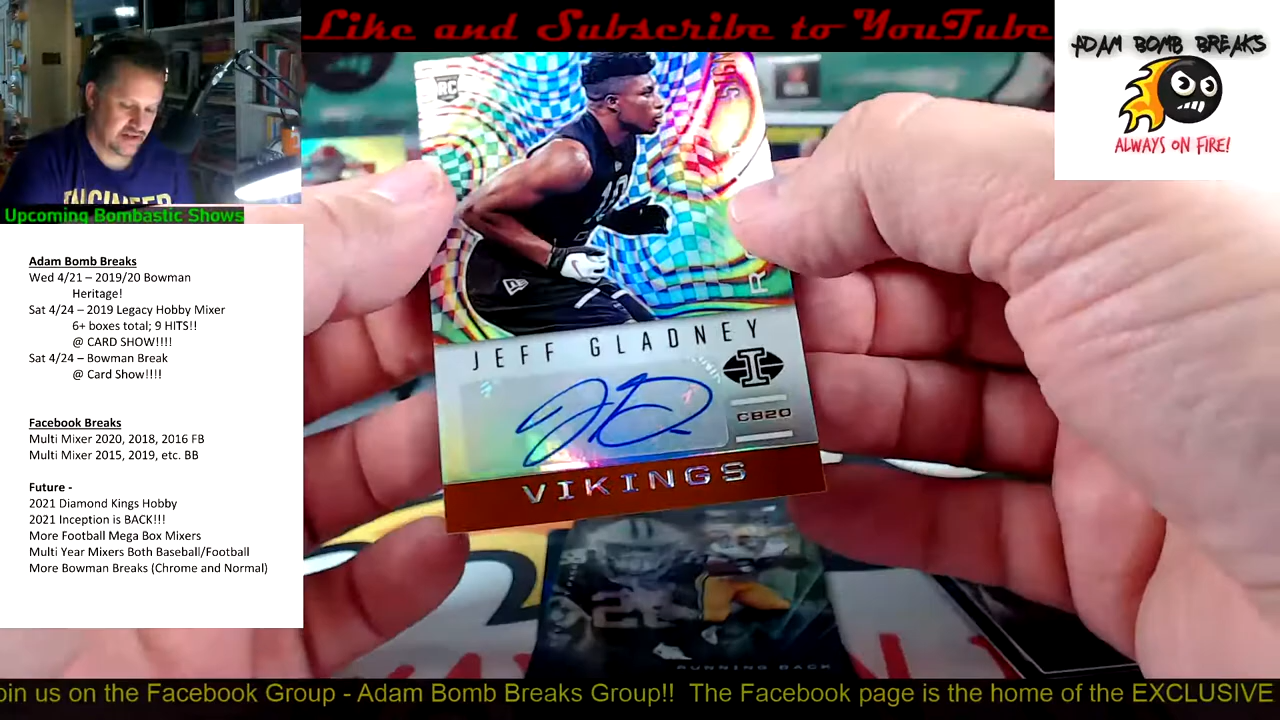 Like and Subscribe to YouTube
ADAM BOMB BREAKS
ALWAYS ON FIRE!
ENGINEER
Upcoming Bombastic Shows
Adam Bomb Breaks
Wed 4/21 – 2019/20 Bowman
Heritage!
Sat 4/24 – 2019 Legacy Hobby Mixer
6+ boxes total; 9 HITS!!
@ CARD SHOW!!!!
Sat 4/24 – Bowman Break
@ Card Show!!!!
Facebook Breaks
Multi Mixer 2020, 2018, 2016 FB
Multi Mixer 2015, 2019, etc. BB
Future -
2021 Diamond Kings Hobby
2021 Inception is BACK!!!
More Football Mega Box Mixers
Multi Year Mixers Both Baseball/Football
More Bowman Breaks (Chrome and Normal)
RC
JEFF GLADNEY
I
CB20
VIKINGS
RUNNING BACK
oin us on the Facebook Group - Adam Bomb Breaks Group!! The Facebook page is the home of the EXCLUSIVE